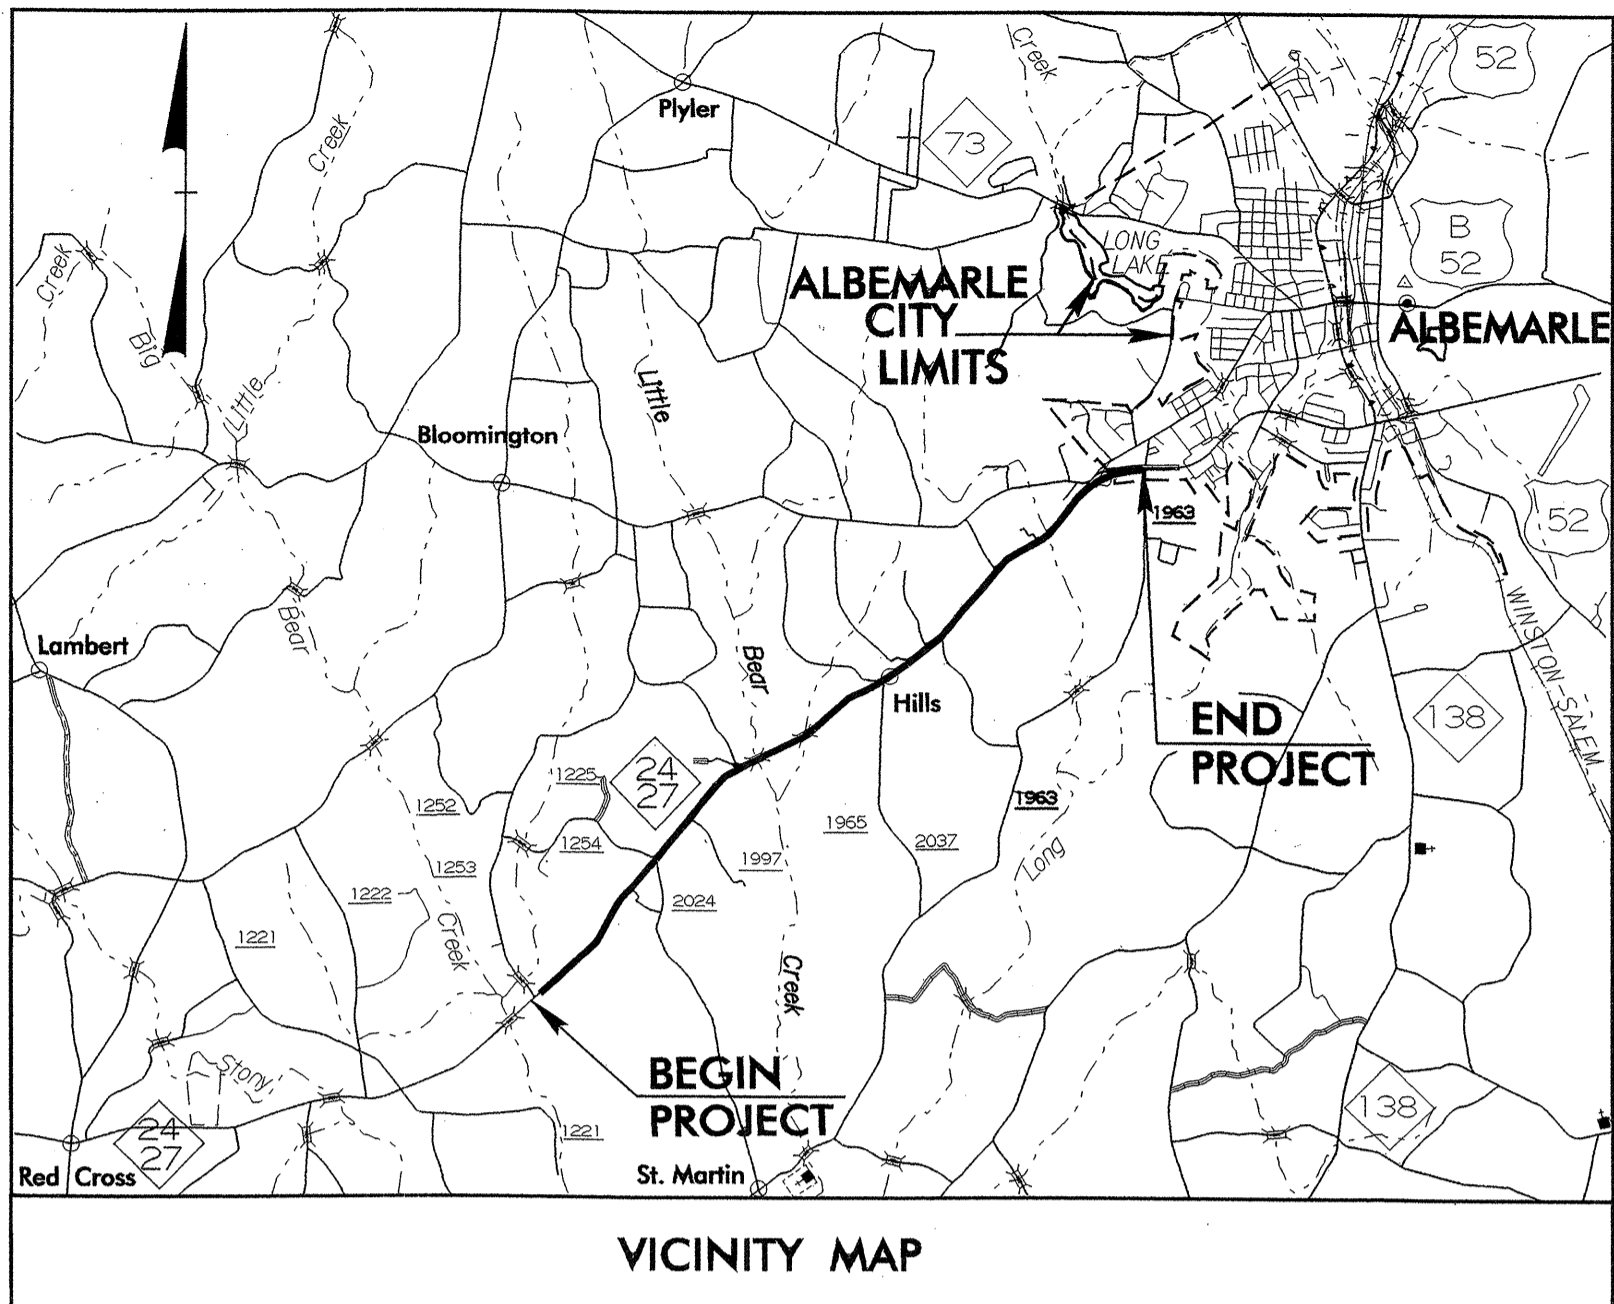 52
Creek
Plyler
73
Creek
B
52
Creek
LONG
LAKE
ALBEMARLE
CITY
LIMITS
ALBEMARLE
Big
Little
Little
Bloomington
1963
52
WINSTON-SALEM
Bear
Lambert
Bear
Hills
END
PROJECT
138
24
27
1225
1252
1963
1965
2037
1254
1997
Long
1253
1222
2024
1221
Creek
Creek
BEGIN
PROJECT
Stony
138
24
27
1221
Red Cross
St. Martin
VICINITY MAP